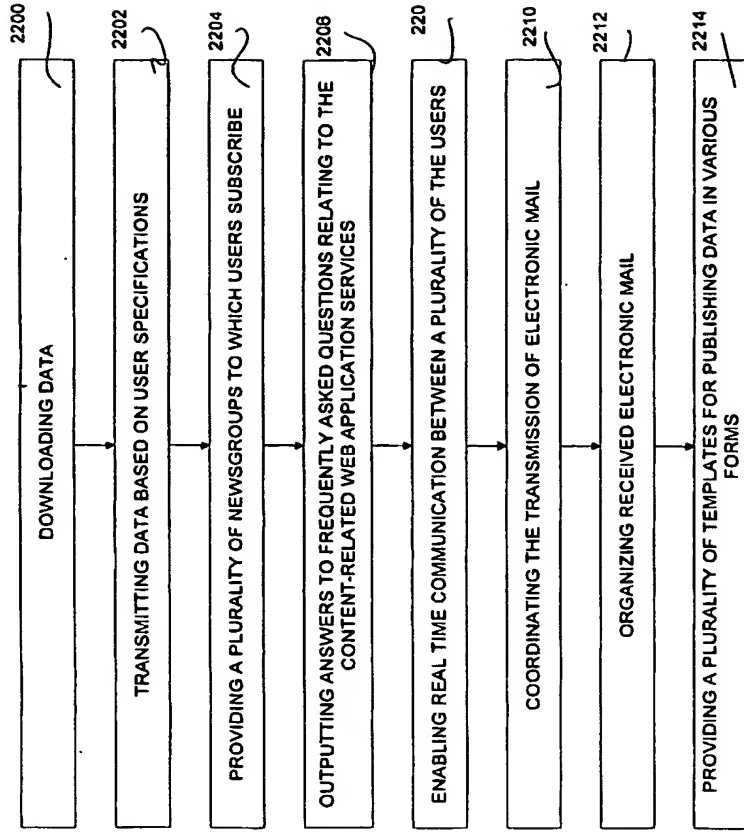 2200
DOWNLOADING DATA
2202
TRANSMITTING DATA BASED ON USER SPECIFICATIONS
2204
PROVIDING A PLURALITY OF NEWSGROUPS TO WHICH USERS SUBSCRIBE
2208
OUTPUTTING ANSWERS TO FREQUENTLY ASKED QUESTIONS RELATING TO THE
CONTENT-RELATED WEB APPLICATION SERVICES
220
ENABLING REAL TIME COMMUNICATION BETWEEN A PLURALITY OF THE USERS
2210
COORDINATING THE TRANSMISSION OF ELECTRONIC MAIL
2212
ORGANIZING RECEIVED ELECTRONIC MAIL
2214
PROVIDING A PLURALITY OF TEMPLATES FOR PUBLISHING DATA IN VARIOUS
FORMS